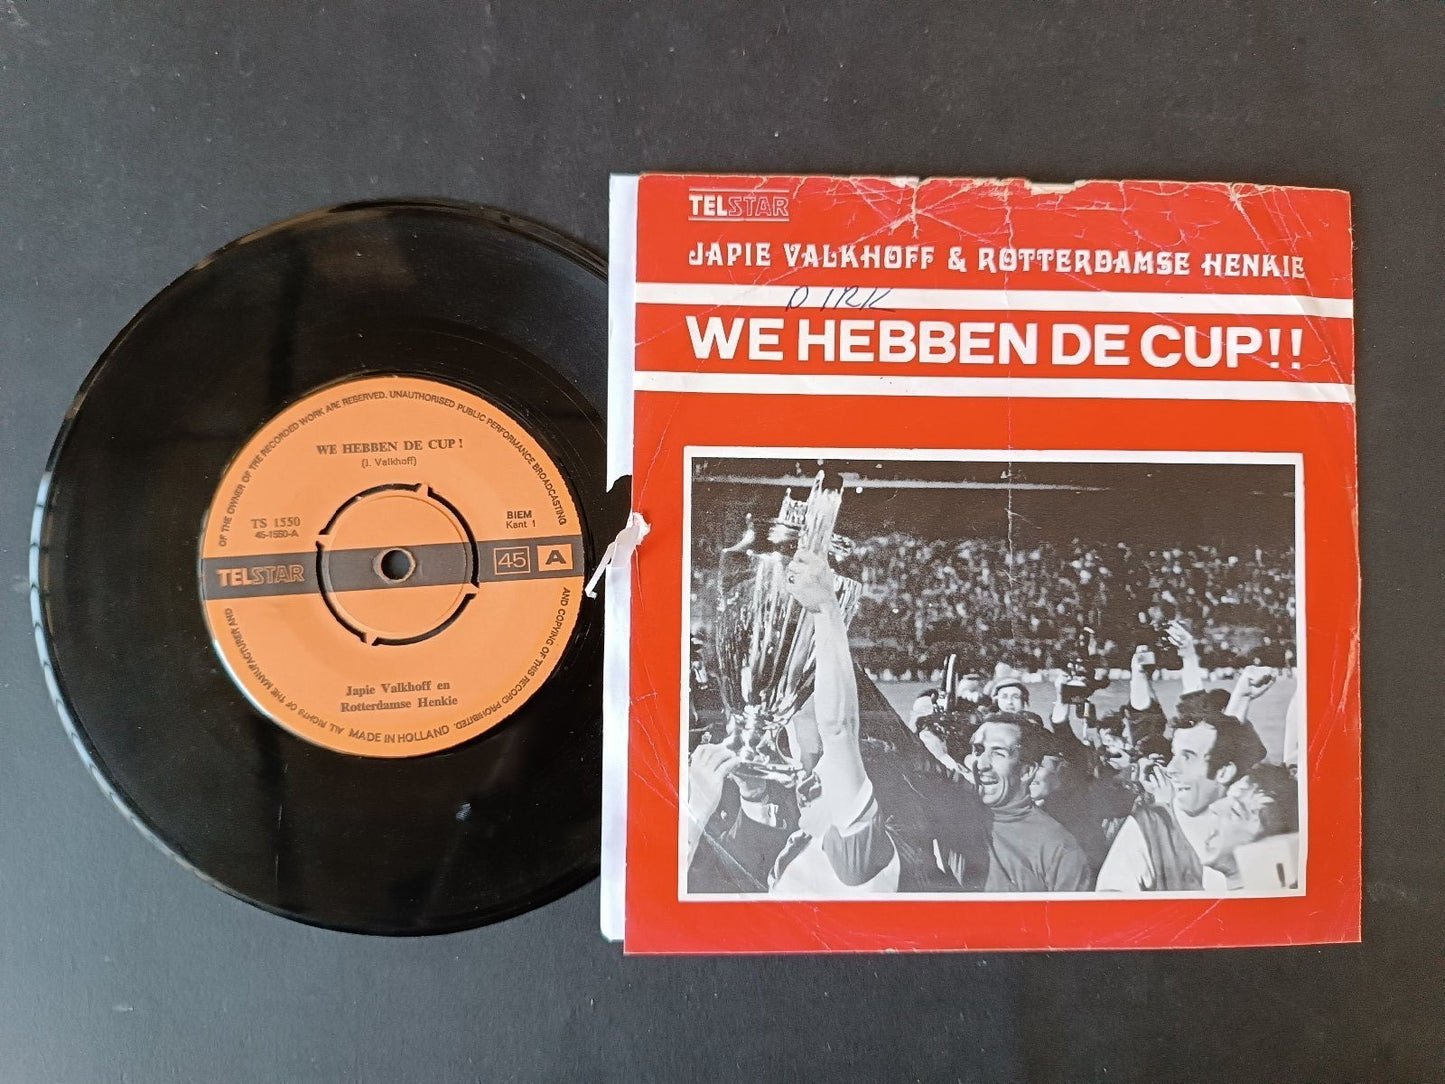 TELSTAR
JAPIE VALKHOFF & ROTTERDAMSE HENKIE
DIRK
WE HEBBEN DE CUP!!
OF THE OWNER OF THE RECORDED WORK ARE RESERVED. UNAUTHORISED PUBLIC PERFORMANCE BROADCASTING
WE HEBBEN DE CUP!
(J. Valkhoff)
TS 1550
45-1550-A
BIEM
Kant 1
TELSTAR
45 A
Japie Valkhoff en
Rotterdamse Henkie
AND COPYING OF THIS RECORD PROHIBITED.
MADE IN HOLLAND
ALL RIGHTS OF THE MANUFACTURER AND